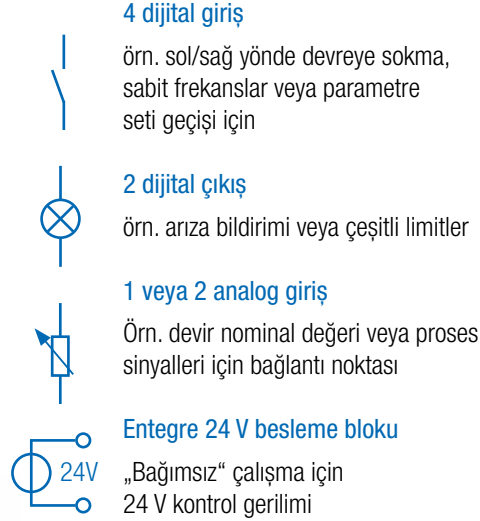 4 dijital giriş
örn. sol/sağ yönde devreye sokma,
sabit frekanslar veya parametre
seti geçişi için
2 dijital çıkış
örn. arıza bildirimi veya çeşitli limitler
1 veya 2 analog giriş
Örn. devir nominal değeri veya proses
sinyalleri için bağlantı noktası
Entegre 24 V besleme bloku
24V
„Bağımsız“ çalışma için
24 V kontrol gerilimi